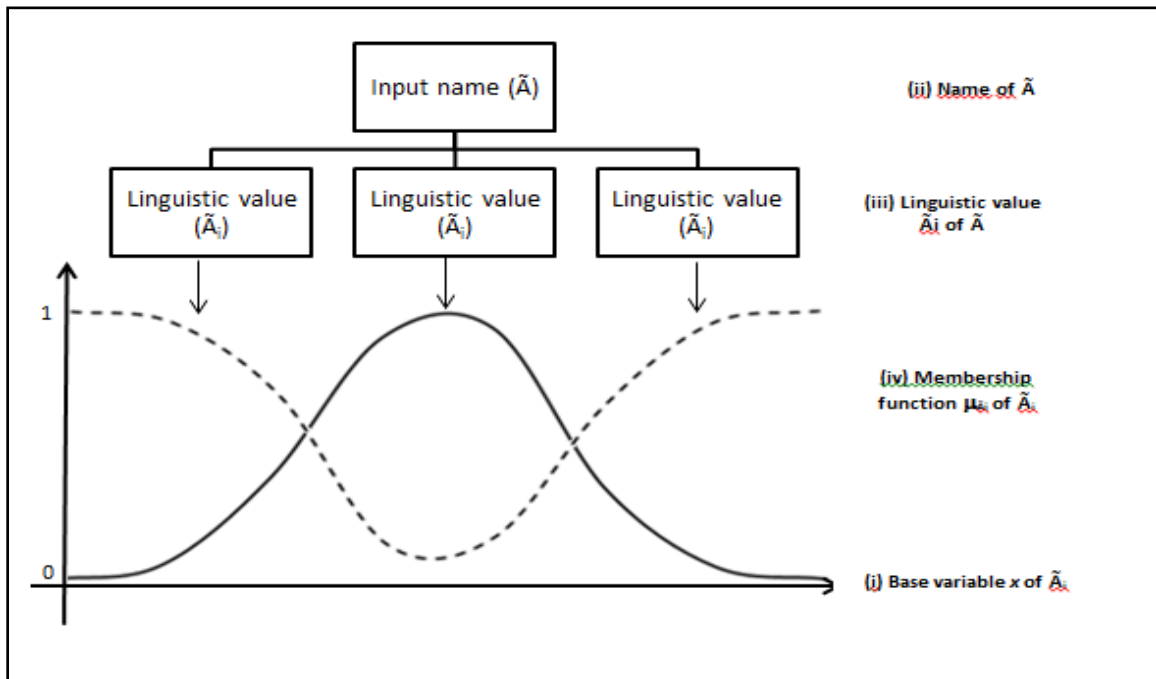 Input name (Ã)
(ii) Name of Ã
Linguistic value
(Ãᵢ)
Linguistic value
(Ãᵢ)
Linguistic value
(Ãᵢ)
(iii) Linguistic value
Ãi of Ã
1
(iv) Membership
function of Ãᵢ
0
(i) Base variable x of Ãᵢ